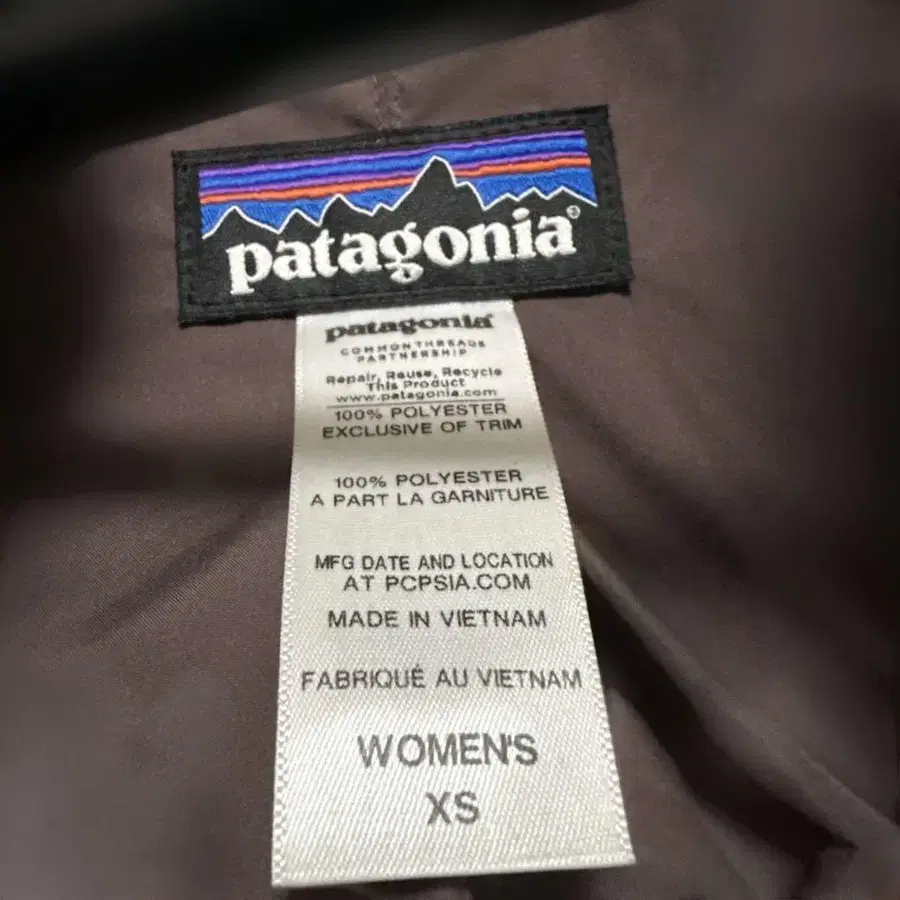 patagonia®
patagonia®
COMMON THREADS
PARTNERSHIP
Repair, Reuse, Recycle
This Product
www.patagonia.com
100% POLYESTER
EXCLUSIVE OF TRIM
100% POLYESTER
A PART LA GARNITURE
MFG DATE AND LOCATION
AT PCPSIA.COM
MADE IN VIETNAM
FABRIQUÉ AU VIETNAM
WOMEN'S
XS